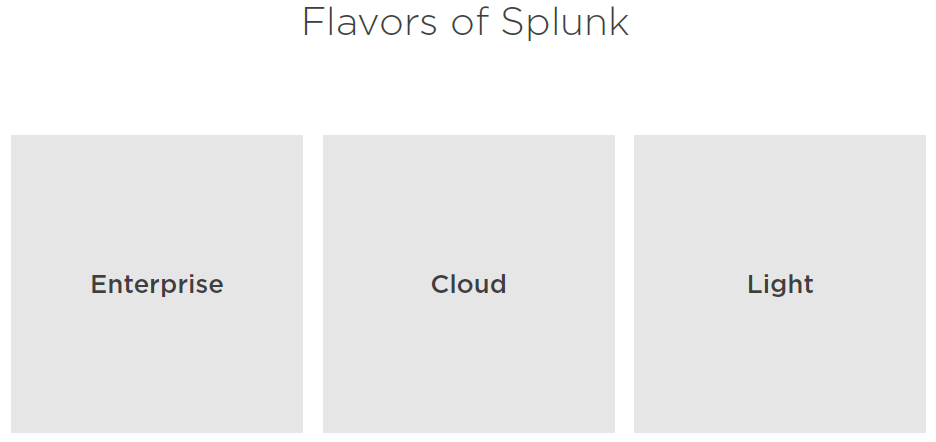 Flavors of Splunk
Enterprise
Cloud
Light